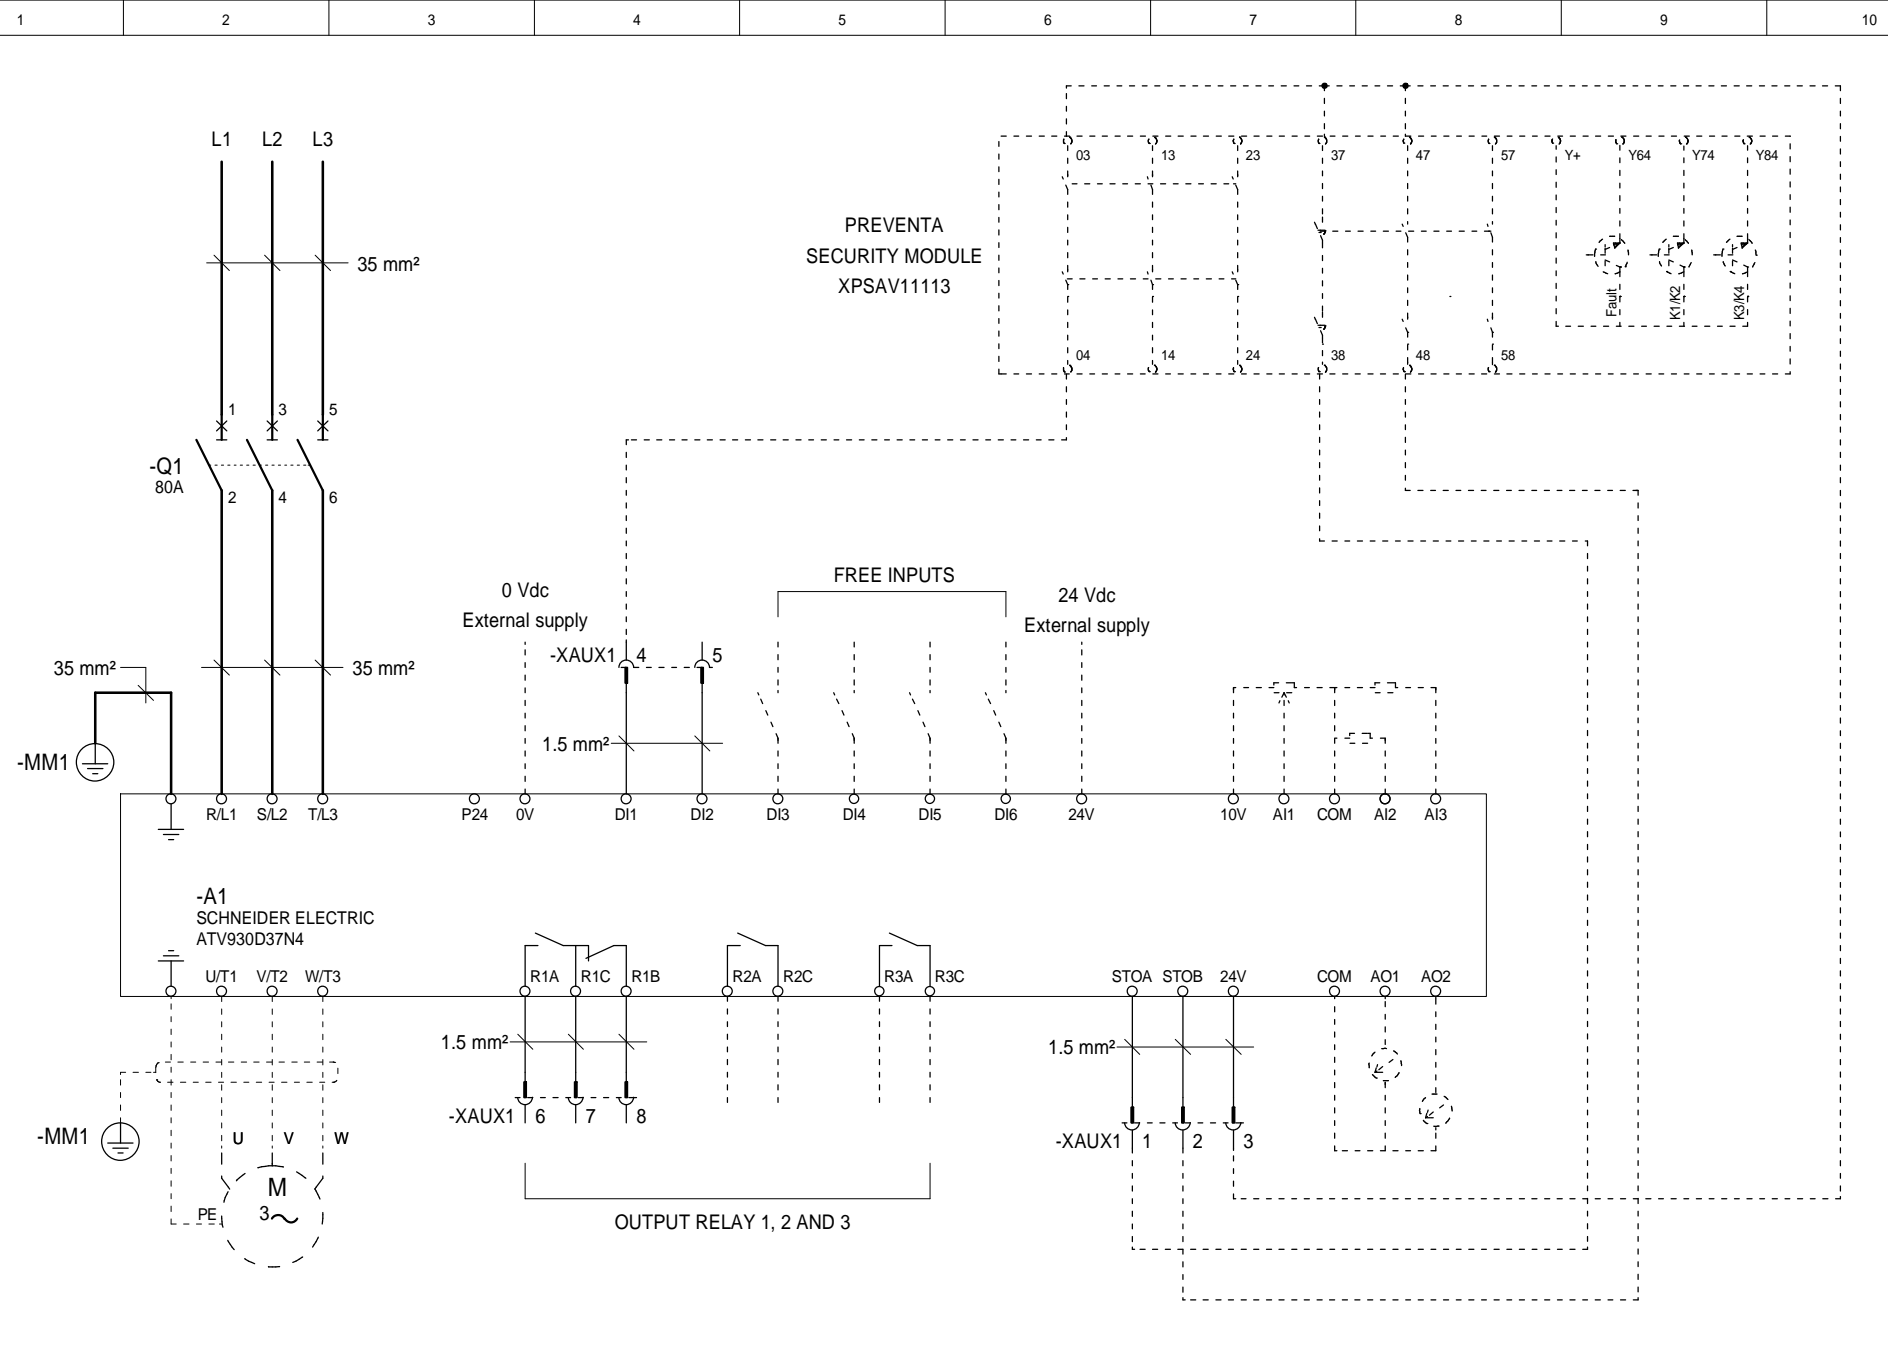 1 2 3 4 5 6 7 8 9 10
L1 L2 L3
03 13 23 37 47 57 Y+ Y64 Y74 Y84
PREVENTA
SECURITY MODULE
XPSAV11113
35 mm²
Fault K1/K2 K3/K4
04 14 24 38 48 58
1 3 5
-Q1
80A
2 4 6
FREE INPUTS
0 Vdc
External supply
24 Vdc
External supply
-XAUX1 4 5
35 mm² 35 mm²
1.5 mm²
-MM1
R/L1 S/L2 T/L3 P24 0V DI1 DI2 DI3 DI4 DI5 DI6 24V 10V AI1 COM AI2 AI3
-A1
SCHNEIDER ELECTRIC
ATV930D37N4
U/T1 V/T2 W/T3 R1A R1C R1B R2A R2C R3A R3C STOA STOB 24V COM AO1 AO2
1.5 mm² 1.5 mm²
-XAUX1 6 7 8
-MM1 U V W
-XAUX1 1 2 3
M
3
PE
OUTPUT RELAY 1, 2 AND 3